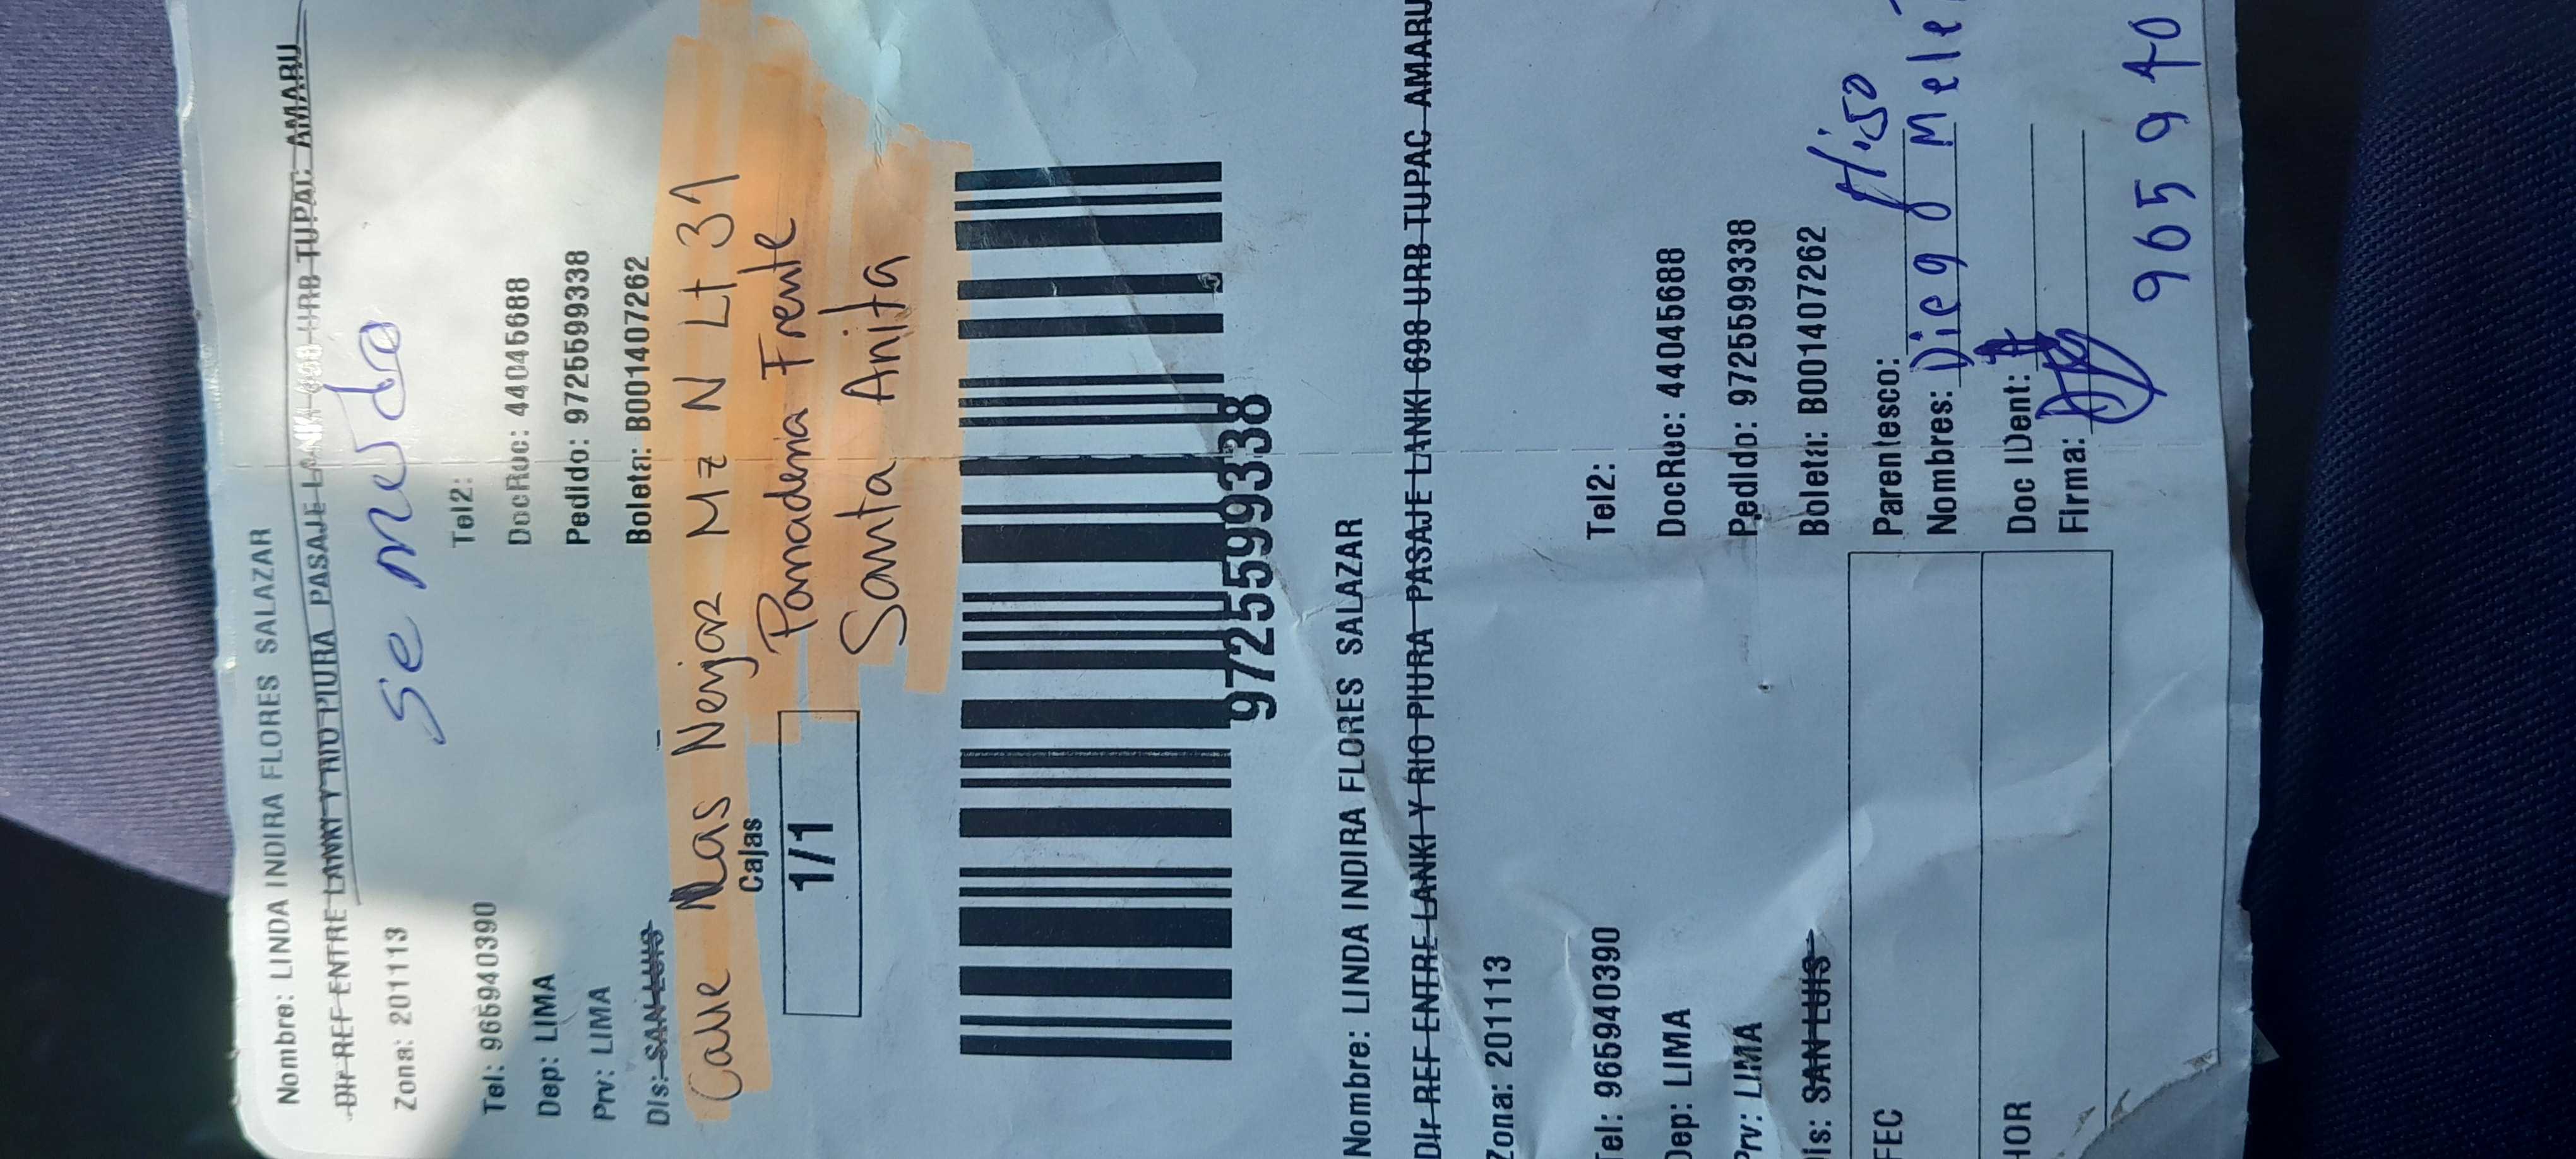 Nombre: LINDA INDIRA FLORES SALAZAR
Dir REF ENTRE LANKI Y RIO PIURA PASAJE LANKI 698 URB TUPAC AMARU
se mudo
Zona: 201113
Tel: 965940390 Tel2:
Dep: LIMA DocRuc: 44045688
Prv: LIMA Pedido: 9725599338
Dis: SAN LUIS Boleta: B001407262
Calle Mz N Lt 31
Cajas Panaderia Frente
1/1 Santa Anita
9725599338
Nombre: LINDA INDIRA FLORES SALAZAR
Dir REF ENTRE LANKI Y RIO PIURA PASAJE LANKI 698 URB TUPAC AMARU
Zona: 201113
Tel: 965940390 Tel2:
Dep: LIMA DocRuc: 44045688
Prv: LIMA Pedido: 9725599338
Dis: SAN LUIS Boleta: B001407262
FEC Parentesco: Hijo
Nombres: Diego
HOR Doc IDent:
Firma:
965940